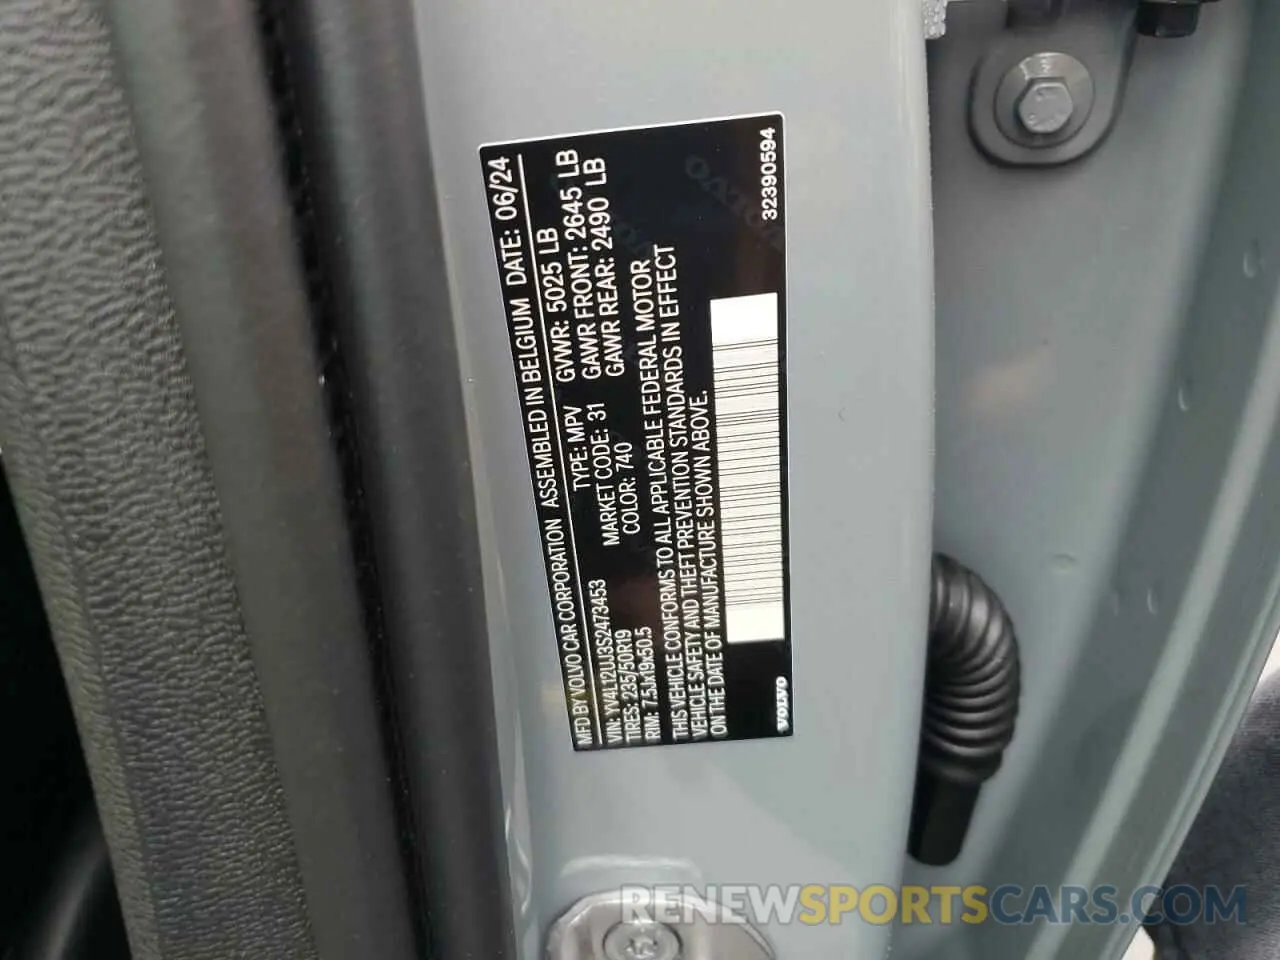 MFD BY VOLVO CAR CORPORATION ASSEMBLED IN BELGIUM DATE: 06/24
VIN: YV4L12UJ3S2473453 TYPE: MPV GVWR: 5025 LB
TIRES: 235/50R19 MARKET CODE: 31 GAWR FRONT: 2645 LB
RIM: 7.5Jx19x50.5 COLOR: 740 GAWR REAR: 2490 LB
THIS VEHICLE CONFORMS TO ALL APPLICABLE FEDERAL MOTOR
VEHICLE SAFETY AND THEFT PREVENTION STANDARDS IN EFFECT
ON THE DATE OF MANUFACTURE SHOWN ABOVE.
VOLVO 32390594
RENEWSPORTSCARS.COM